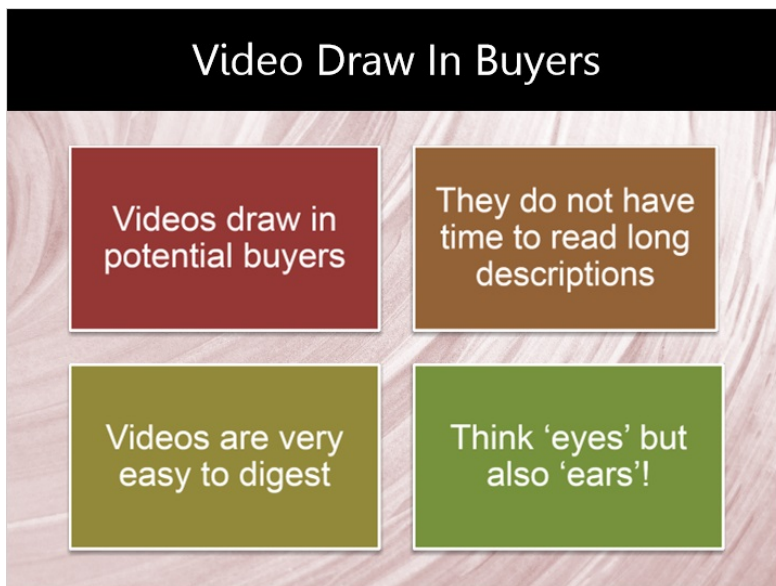 Video Draw In Buyers
Videos draw in
potential buyers
They do not have
time to read long
descriptions
Videos are very
easy to digest
Think ‘eyes’ but
also ‘ears’!